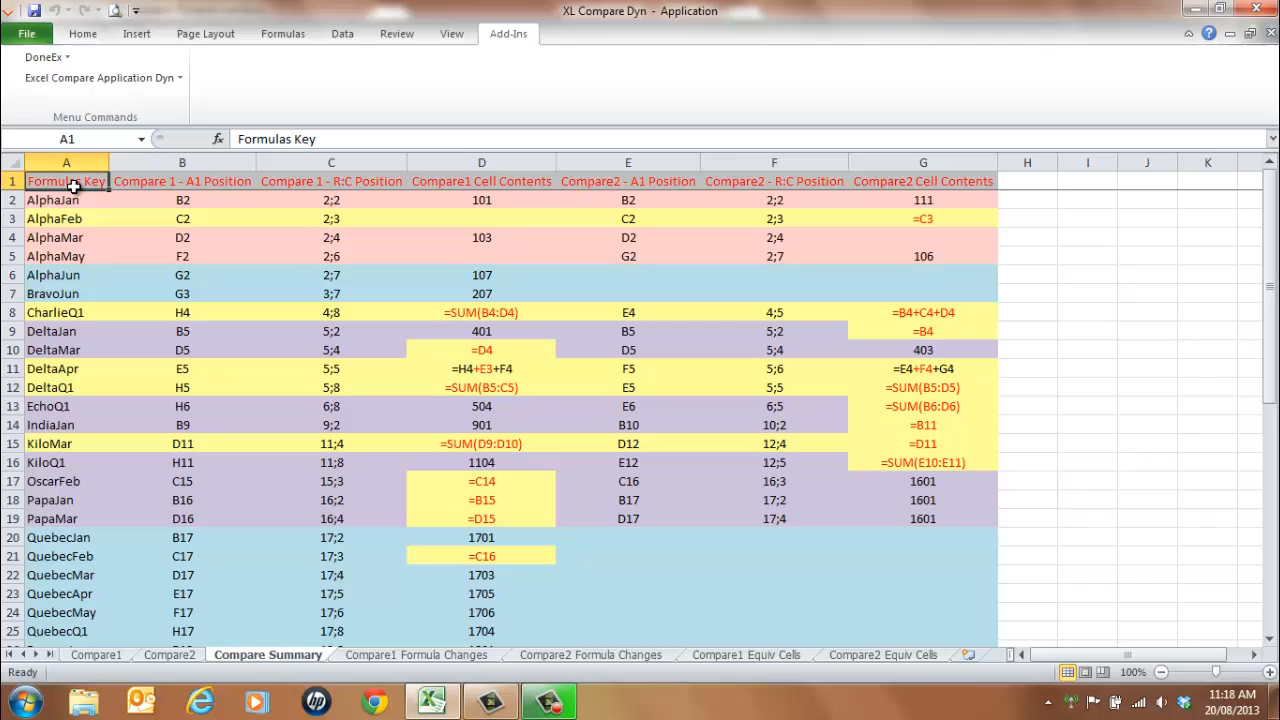 XL Compare Dyn - Application
File Home Insert Page Layout Formulas Data Review View Add-Ins
DoneEx
Excel Compare Application Dyn
Menu Commands
A1 fx Formulas Key
A B C D E F G H I J K
1 Formulas Key Compare 1 - A1 Position Compare 1 - R:C Position Compare1 Cell Contents Compare2 - A1 Position Compare2 - R:C Position Compare2 Cell Contents
2 AlphaJan B2 2;2 101 B2 2;2 111
3 AlphaFeb C2 2;3 C2 2;3 =C3
4 AlphaMar D2 2;4 103 D2 2;4
5 AlphaMay F2 2;6 G2 2;7 106
6 AlphaJun G2 2;7 107
7 BravoJun G3 3;7 207
8 CharlieQ1 H4 4;8 =SUM(B4:D4) E4 4;5 =B4+C4+D4
9 DeltaJan B5 5;2 401 B5 5;2 =B4
10 DeltaMar D5 5;4 =D4 D5 5;4 403
11 DeltaApr E5 5;5 =H4+E3+F4 F5 5;6 =E4+F4+G4
12 DeltaQ1 H5 5;8 =SUM(B5:C5) E5 5;5 =SUM(B5:D5)
13 EchoQ1 H6 6;8 504 E6 6;5 =SUM(B6:D6)
14 IndiaJan B9 9;2 901 B10 10;2 =B11
15 KiloMar D11 11;4 =SUM(D9:D10) D12 12;4 =D11
16 KiloQ1 H11 11;8 1104 E12 12;5 =SUM(E10:E11)
17 OscarFeb C15 15;3 =C14 C16 16;3 1601
18 PapaJan B16 16;2 =B15 B17 17;2 1601
19 PapaMar D16 16;4 =D15 D17 17;4 1601
20 QuebecJan B17 17;2 1701
21 QuebecFeb C17 17;3 =C16
22 QuebecMar D17 17;4 1703
23 QuebecApr E17 17;5 1705
24 QuebecMay F17 17;6 1706
25 QuebecQ1 H17 17;8 1704
Compare1 Compare2 Compare Summary Compare1 Formula Changes Compare2 Formula Changes Compare1 Equiv Cells Compare2 Equiv Cells
Ready 100%
11:18 AM
20/08/2013